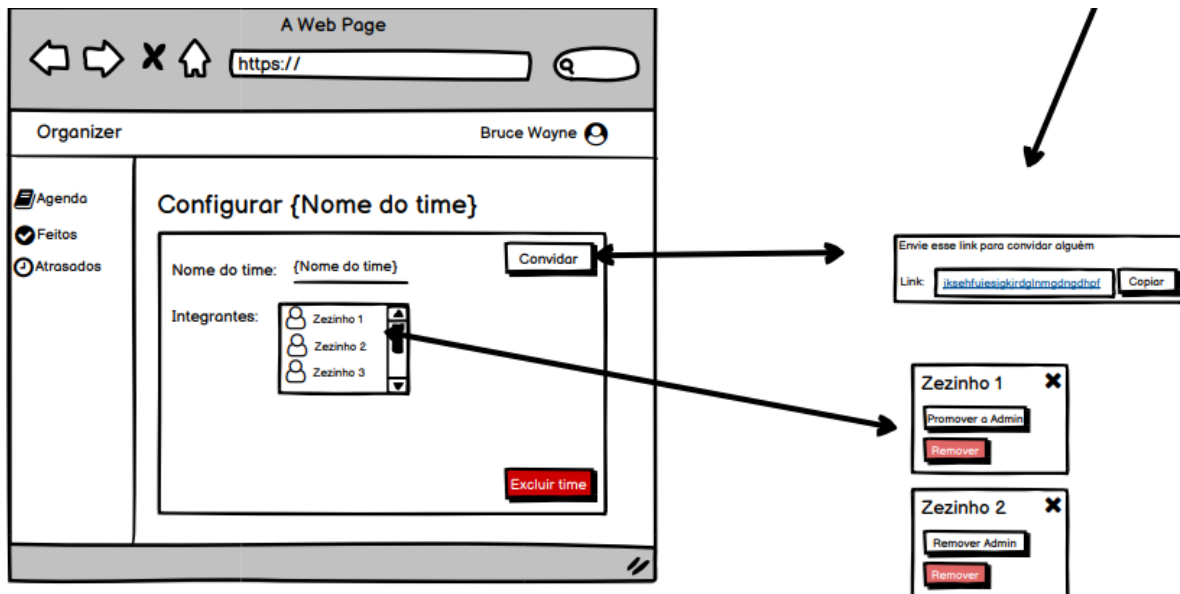 A Web Page
https://
Organizer
Bruce Wayne
Agenda
Feitos
Atrasados
Configurar {Nome do time}
Nome do time: {Nome do time}
Convidar
Integrantes:
Zezinho 1
Zezinho 2
Zezinho 3
Excluir time
Envie esse link para convidar alguém
Link: Copiar
Zezinho 1
Promover a Admin
Remover
Zezinho 2
Remover Admin
Remover